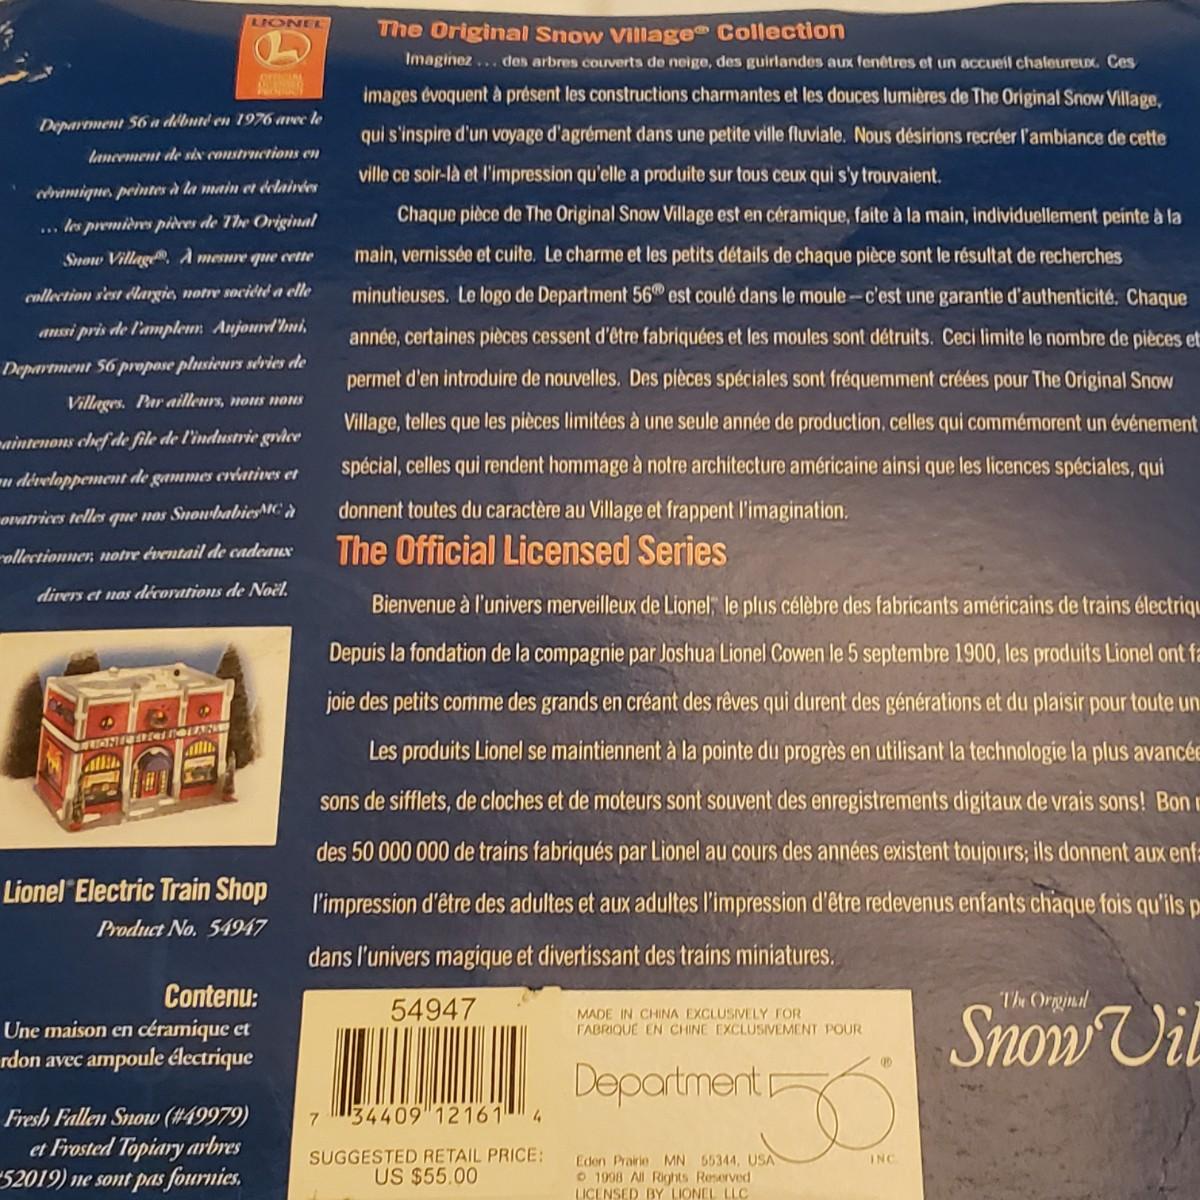 LIONEL
OFFICIAL
LICENSED
PRODUCT
Department 56 a débuté en 1976 avec le
lancement de six constructions en
céramique, peintes à la main et éclairées
... les premières pièces de The Original
Snow Village®. À mesure que cette
collection s'est élargie, notre société a elle
aussi pris de l'ampleur. Aujourd'hui,
Department 56 propose plusieurs séries de
Villages. Par ailleurs, nous nous
aintenons chef de file de l'industrie grâce
u développement de gammes créatives et
ovatrices telles que nos Snowbabies MC à
collectionner, notre éventail de cadeaux
divers et nos décorations de Noël.
LIONEL ELECTRIC TRAINS
Lionel® Electric Train Shop
Product No. 54947
Contenu:
Une maison en céramique et
rdon avec ampoule électrique
Fresh Fallen Snow (#49979)
et Frosted Topiary arbres
52019) ne sont pas fournies.
The Original Snow Village® Collection
Imaginez ... des arbres couverts de neige, des guirlandes aux fenêtres et un accueil chaleureux. Ces
images évoquent à présent les constructions charmantes et les douces lumières de The Original Snow Village,
qui s'inspire d'un voyage d'agrément dans une petite ville fluviale. Nous désirions recréer l'ambiance de cette
ville ce soir-là et l'impression qu'elle a produite sur tous ceux qui s'y trouvaient.
Chaque pièce de The Original Snow Village est en céramique, faite à la main, individuellement peinte à la
main, vernissée et cuite. Le charme et les petits détails de chaque pièce sont le résultat de recherches
minutieuses. Le logo de Department 56® est coulé dans le moule – c'est une garantie d'authenticité. Chaque
année, certaines pièces cessent d'être fabriquées et les moules sont détruits. Ceci limite le nombre de pièces et
permet d'en introduire de nouvelles. Des pièces spéciales sont fréquemment créées pour The Original Snow
Village, telles que les pièces limitées à une seule année de production, celles qui commémorent un événement
spécial, celles qui rendent hommage à notre architecture américaine ainsi que les licences spéciales, qui
donnent toutes du caractère au Village et frappent l'imagination.
The Official Licensed Series
Bienvenue à l'univers merveilleux de Lionel, le plus célèbre des fabricants américains de trains électriq
Depuis la fondation de la compagnie par Joshua Lionel Cowen le 5 septembre 1900, les produits Lionel ont fa
joie des petits comme des grands en créant des rêves qui durent des générations et du plaisir pour toute un
Les produits Lionel se maintiennent à la pointe du progrès en utilisant la technologie la plus avancée
sons de sifflets, de cloches et de moteurs sont souvent des enregistrements digitaux de vrais sons! Bon
des 50 000 000 de trains fabriqués par Lionel au cours des années existent toujours; ils donnent aux enfa
l'impression d'être des adultes et aux adultes l'impression d'être redevenus enfants chaque fois qu'ils p
dans l'univers magique et divertissant des trains miniatures.
54947
7 34409 12161 4
SUGGESTED RETAIL PRICE:
US $55.00
MADE IN CHINA EXCLUSIVELY FOR
FABRIQUÉ EN CHINE EXCLUSIVEMENT POUR
Department 56®
INC.
Eden Prairie MN 55344, USA
© 1998 All Rights Reserved
LICENSED BY LIONEL LLC
The Original
Snow Vil